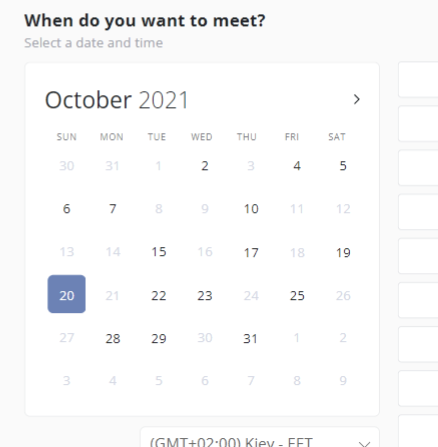 When do you want to meet?
Select a date and time
October 2021
SUN MON TUE WED THU FRI SAT
30 31 1 2 3 4 5
6 7 8 9 10 11 12
13 14 15 16 17 18 19
20 21 22 23 24 25 26
27 28 29 30 31 1 2
3 4 5 6 7 8 9
(GMT+02:00) Kiev - EET